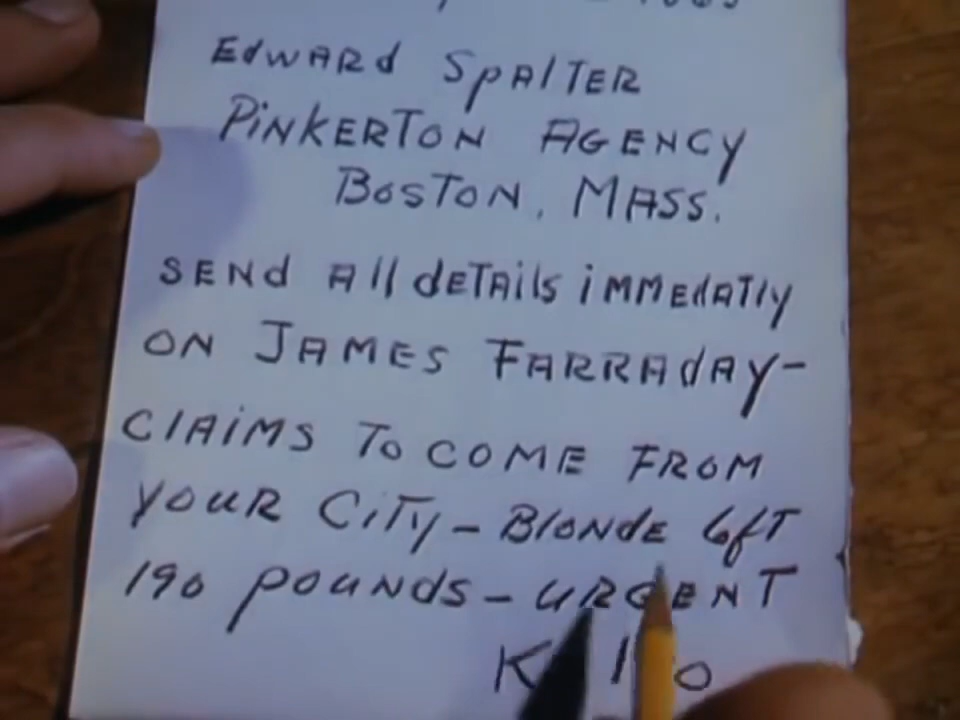 Edward Spalter
Pinkerton Agency
Boston, Mass.
Send all details immedatly
on James Farraday-
claims to come from
your City - Blonde 6ft
190 pounds - urgent